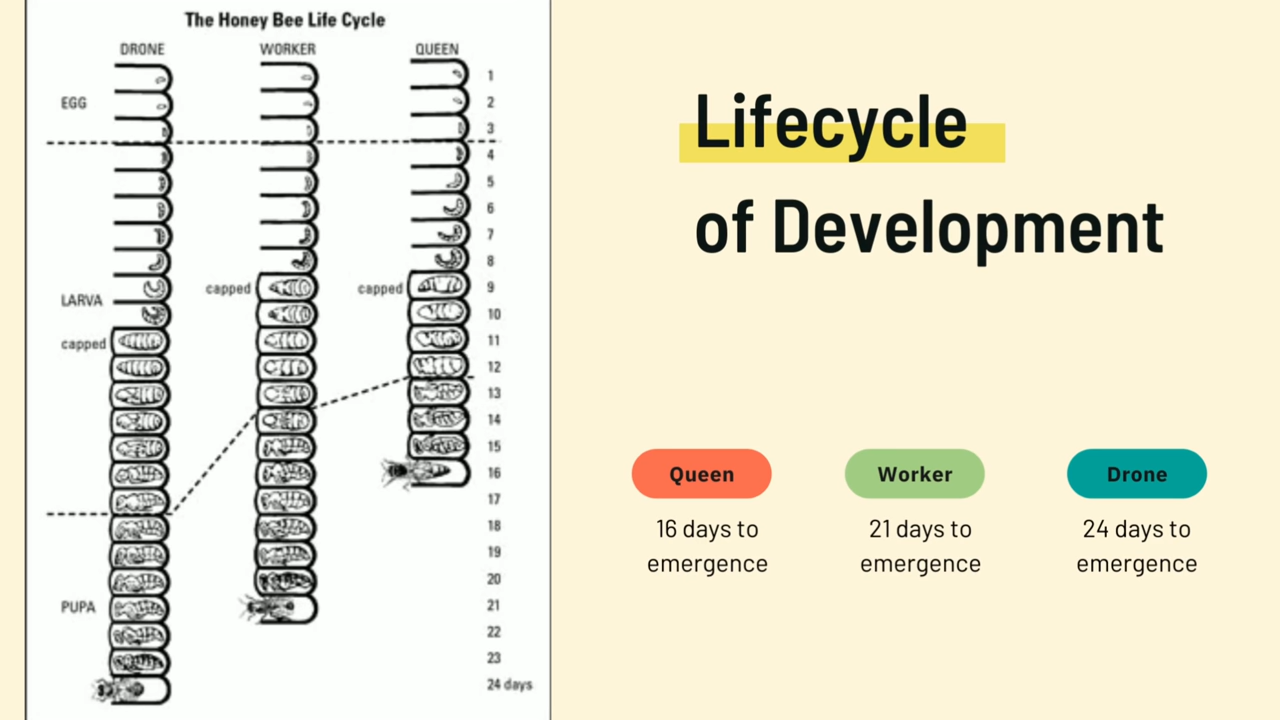 The Honey Bee Life Cycle
DRONE WORKER QUEEN
1
EGG 2
3
4
5
6
7
8
capped capped 9
LARVA 10
capped 11
12
13
14
15
16
17
18
19
20
PUPA 21
22
23
24 days
Lifecycle
of Development
Queen Worker Drone
16 days to 21 days to 24 days to
emergence emergence emergence